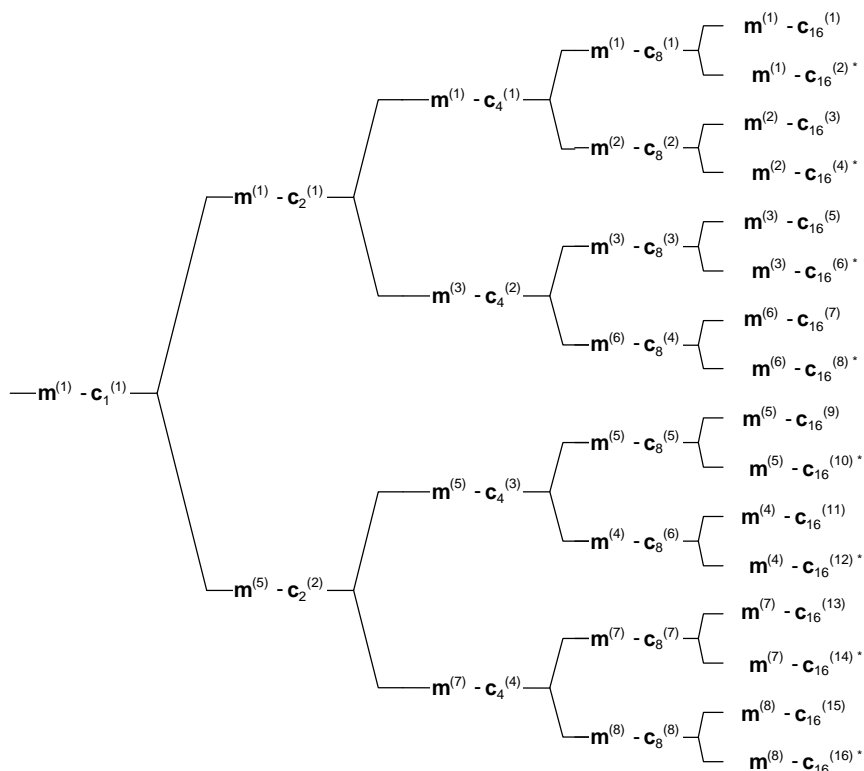 m(1) - c16(1)
m(1) - c8(1)
m(1) - c16(2) *
m(1) - c4(1)
m(2) - c16(3)
m(2) - c8(2)
m(2) - c16(4) *
m(1) - c2(1)
m(3) - c16(5)
m(3) - c8(3)
m(3) - c16(6) *
m(3) - c4(2)
m(6) - c16(7)
m(6) - c8(4)
m(6) - c16(8) *
m(1) - c1(1)
m(5) - c16(9)
m(5) - c8(5)
m(5) - c16(10) *
m(5) - c4(3)
m(4) - c16(11)
m(4) - c8(6)
m(4) - c16(12) *
m(5) - c2(2)
m(7) - c16(13)
m(7) - c8(7)
m(7) - c16(14) *
m(7) - c4(4)
m(8) - c16(15)
m(8) - c8(8)
m(8) - c16(16) *